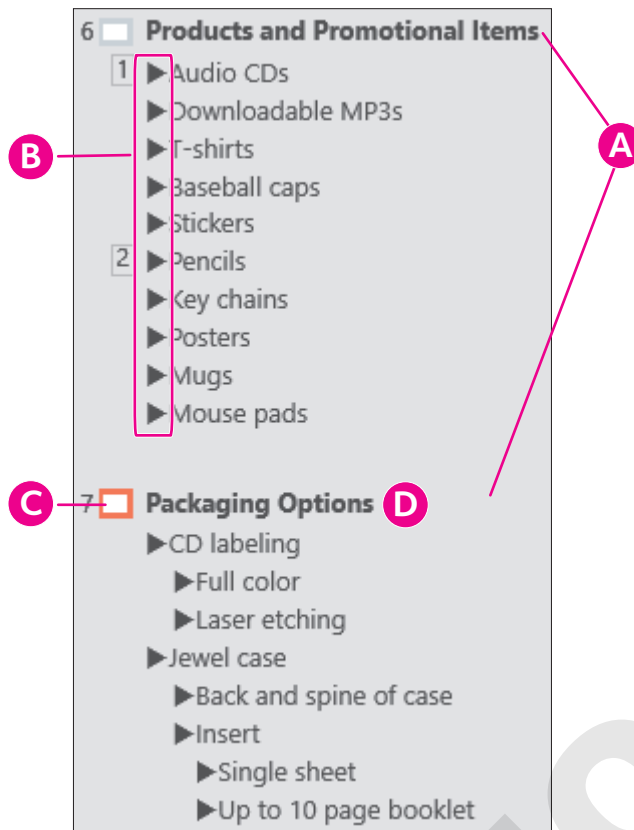 6 Products and Promotional Items
1 Audio CDs
Downloadable MP3s
T-shirts
Baseball caps
Stickers
2 Pencils
Key chains
Posters
Mugs
Mouse pads
A
B
C
7 Packaging Options D
CD labeling
Full color
Laser etching
Jewel case
Back and spine of case
Insert
Single sheet
Up to 10 page booklet